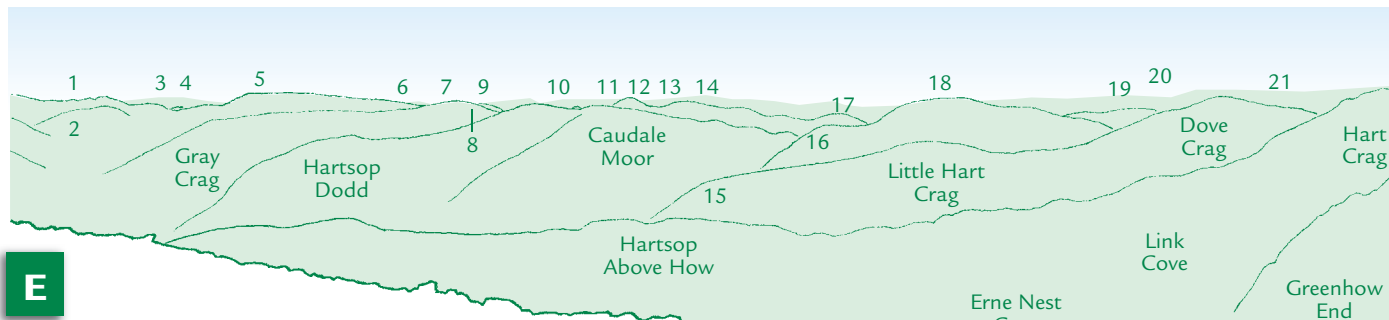 1
3
4
5
6
7
9
10
11
12
13
14
17
18
19
20
21
2
8
16
15
Gray
Crag
Hartsop
Dodd
Caudale
Moor
Little Hart
Crag
Dove
Crag
Hart
Crag
Hartsop
Above How
Link
Cove
Erne Nest
Greenhow
End
E